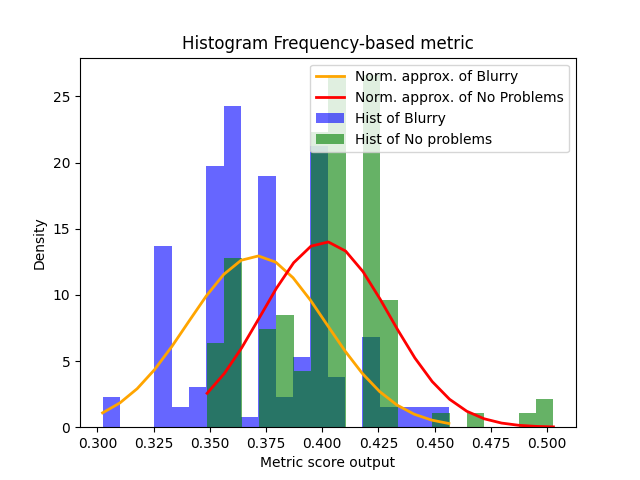 Histogram Frequency-based metric
Norm. approx. of Blurry
Norm. approx. of No Problems
Hist of Blurry
Hist of No problems
Density
25
20
15
10
5
0
0.300
0.325
0.350
0.375
0.400
0.425
0.450
0.475
0.500
Metric score output